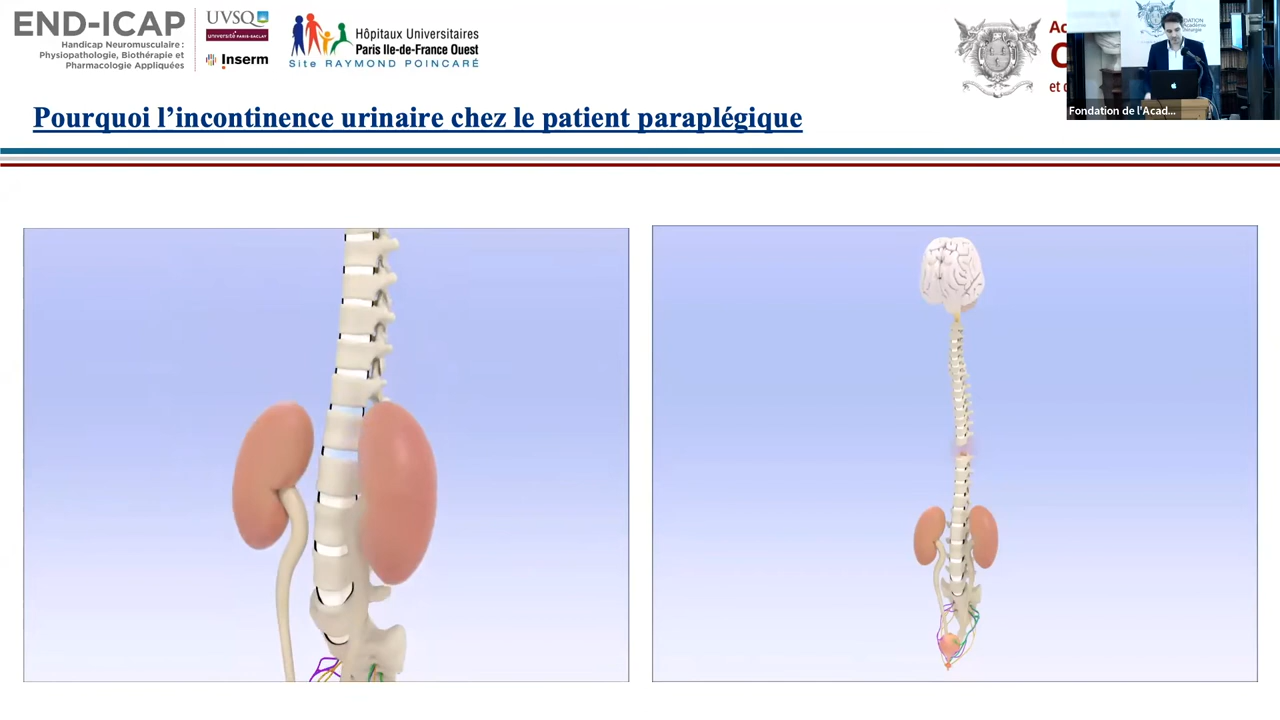 END-ICAP
Handicap Neuromusculaire :
Physiopathologie, Biothérapie et
Pharmacologie Appliquées
UVSQ
université PARIS-SACLAY
Inserm
Hôpitaux Universitaires
Paris Ile-de-France Ouest
Site RAYMOND POINCARÉ
et d
Fondation de l'Acad...
Pourquoi l'incontinence urinaire chez le patient paraplégique